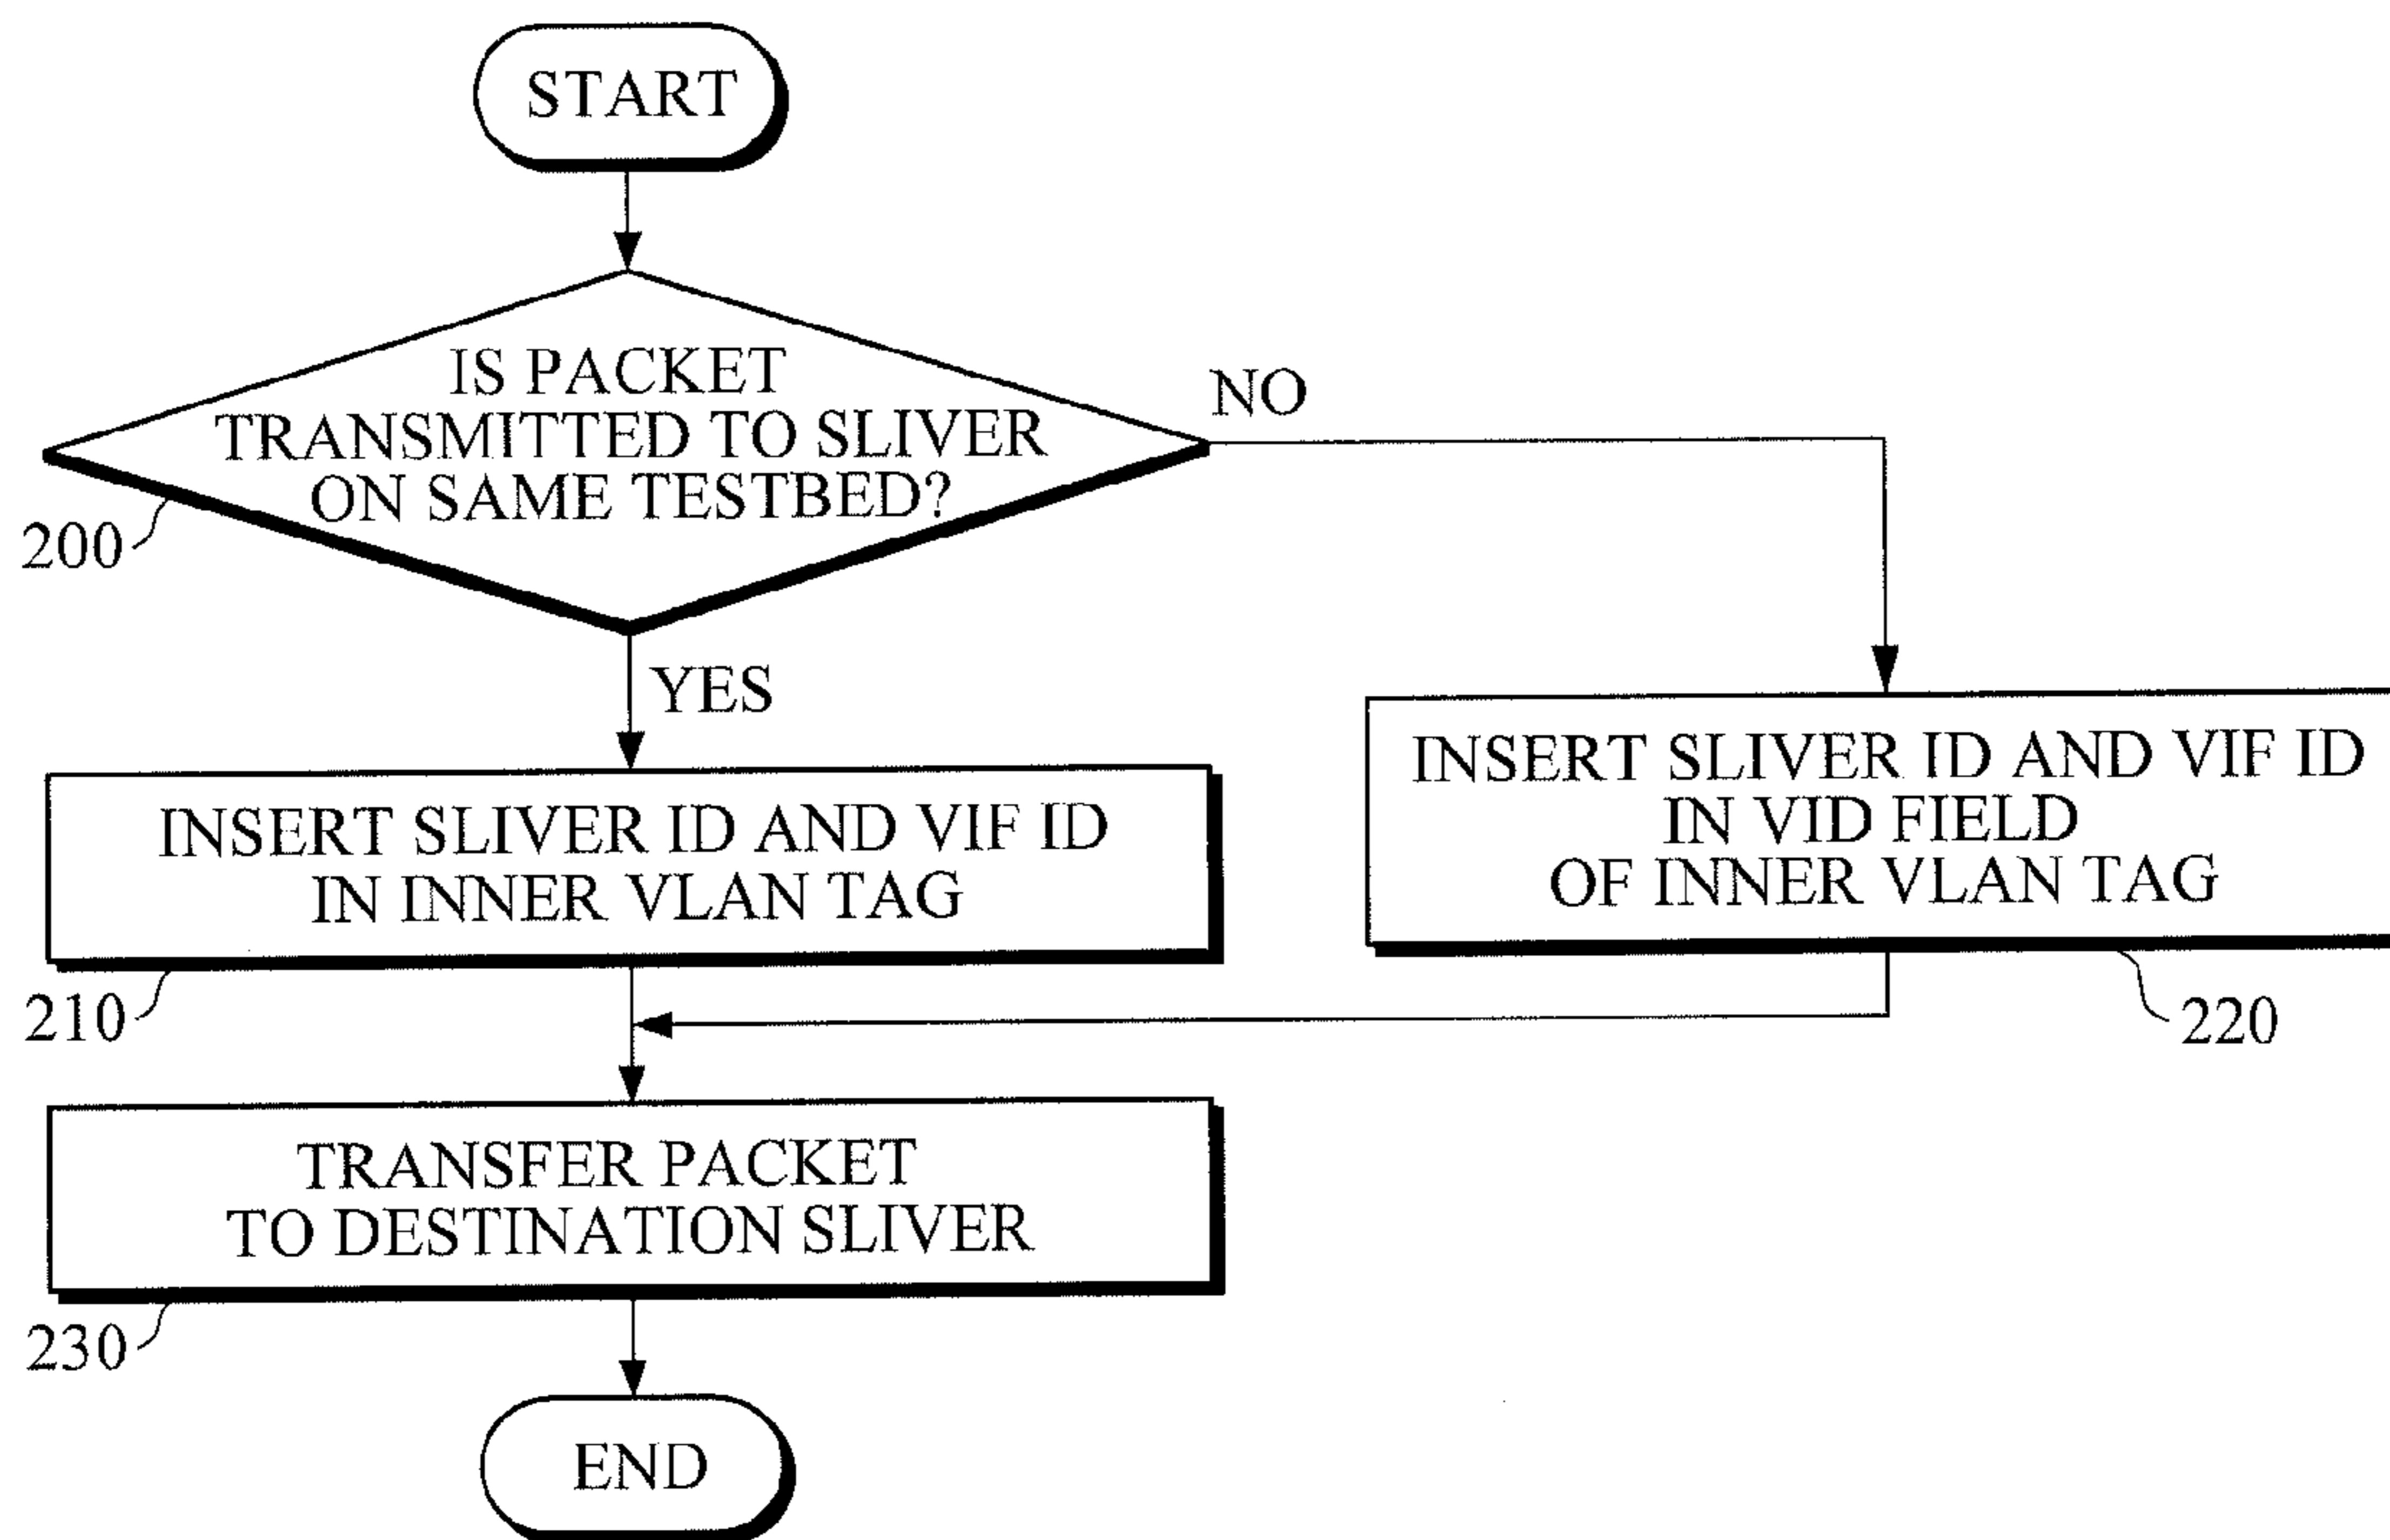 START
IS PACKET
TRANSMITTED TO SLIVER
ON SAME TESTBED?
NO
200
YES
INSERT SLIVER ID AND VIF ID
IN INNER VLAN TAG
210
INSERT SLIVER ID AND VIF ID
IN VID FIELD
OF INNER VLAN TAG
220
TRANSFER PACKET
TO DESTINATION SLIVER
230
END